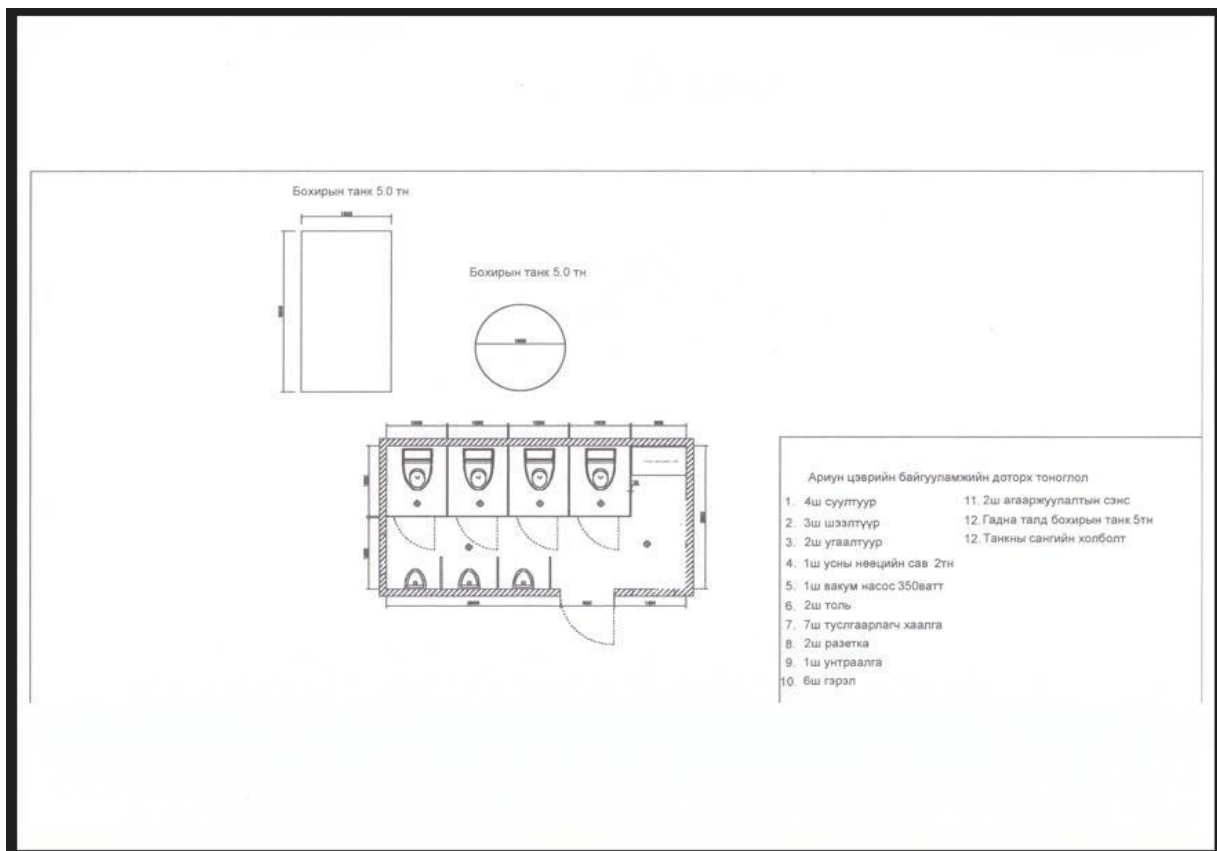 Бохирын танк 5.0 тн
Бохирын танк 5.0 тн
Ариун цэврийн байгууламжийн доторх тоноглол
1. 4ш суултуур
2. 3ш шээлтүүр
3. 2ш угаалтуур
4. 1ш усны нөөцийн сав 2тн
5. 1ш вакум насос 350ватт
6. 2ш толь
7. 7ш туслгаарлагч хаалга
8. 2ш разетка
9. 1ш унтраалга
10. 6ш гэрэл
11. 2ш агааржуулалтын сэнс
12. Гадна талд бохирын танк 5тн
12. Танкны сангийн холболт